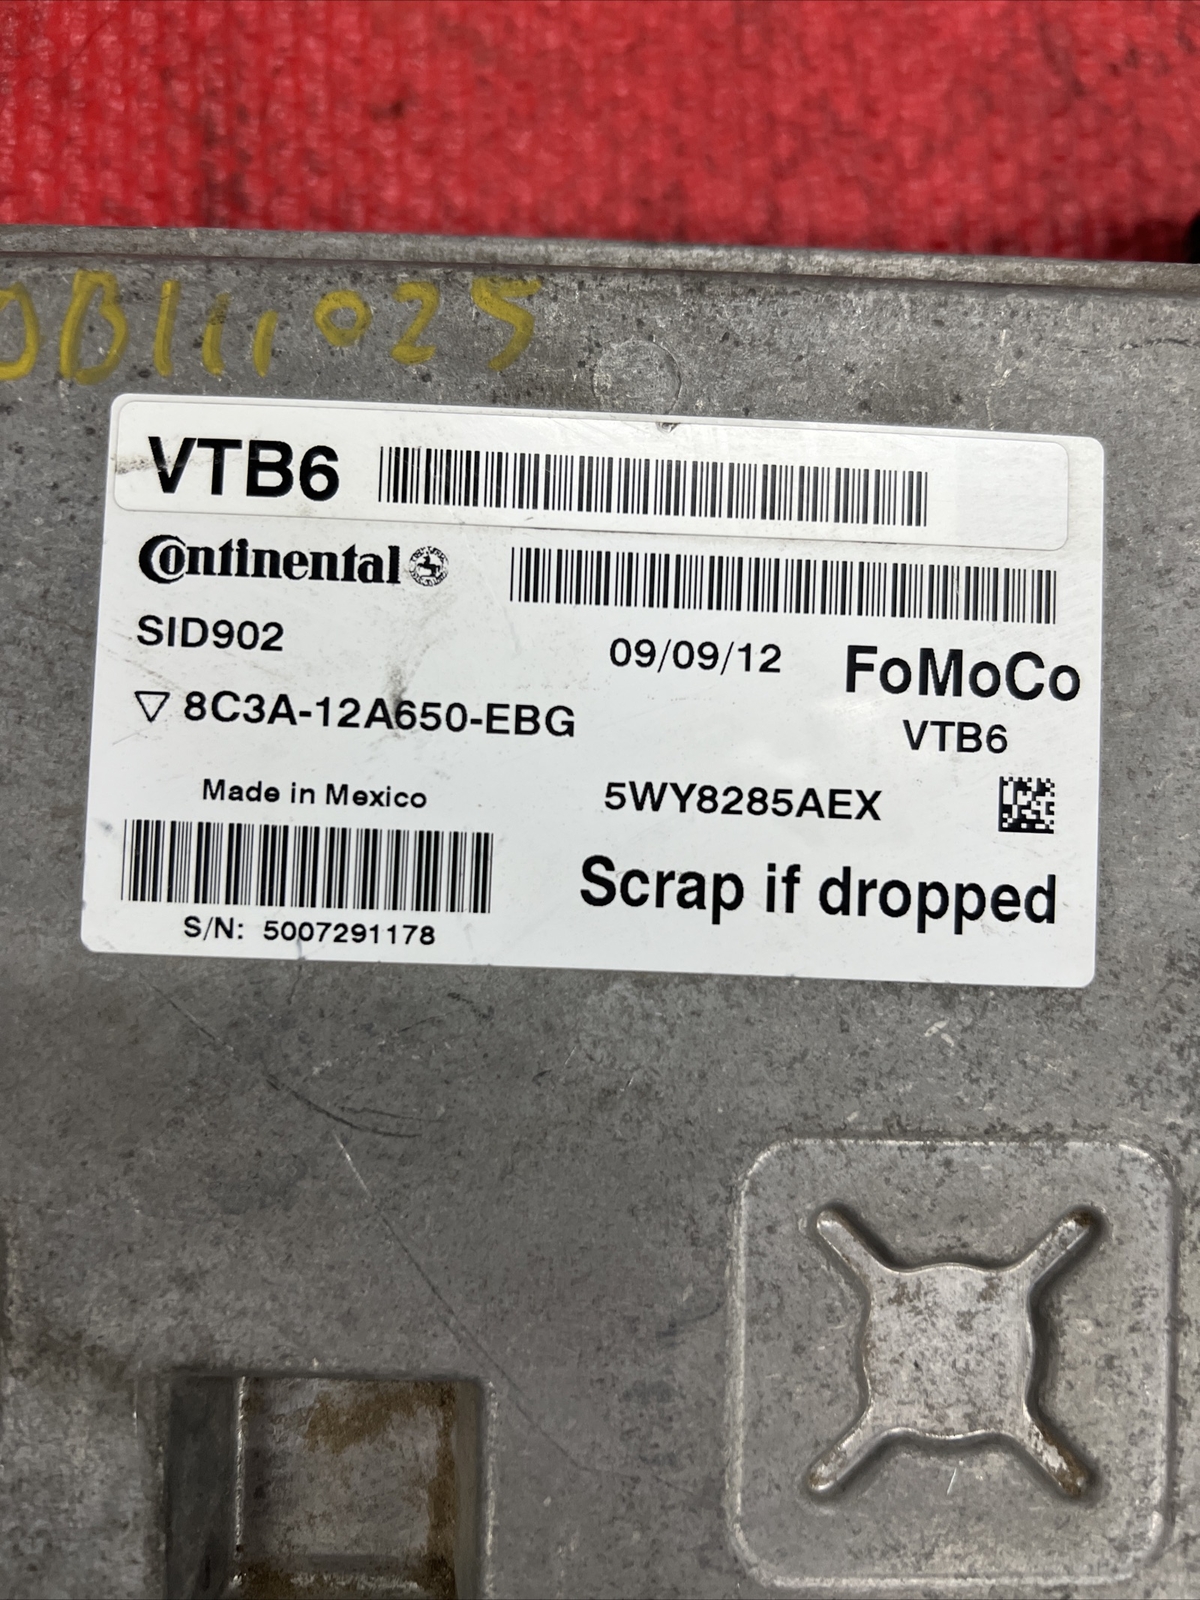 DB111025
VTB6
Continental
SID902
09/09/12
FoMoCo
8C3A-12A650-EBG
VTB6
Made in Mexico
5WY8285AEX
Scrap if dropped
S/N: 5007291178